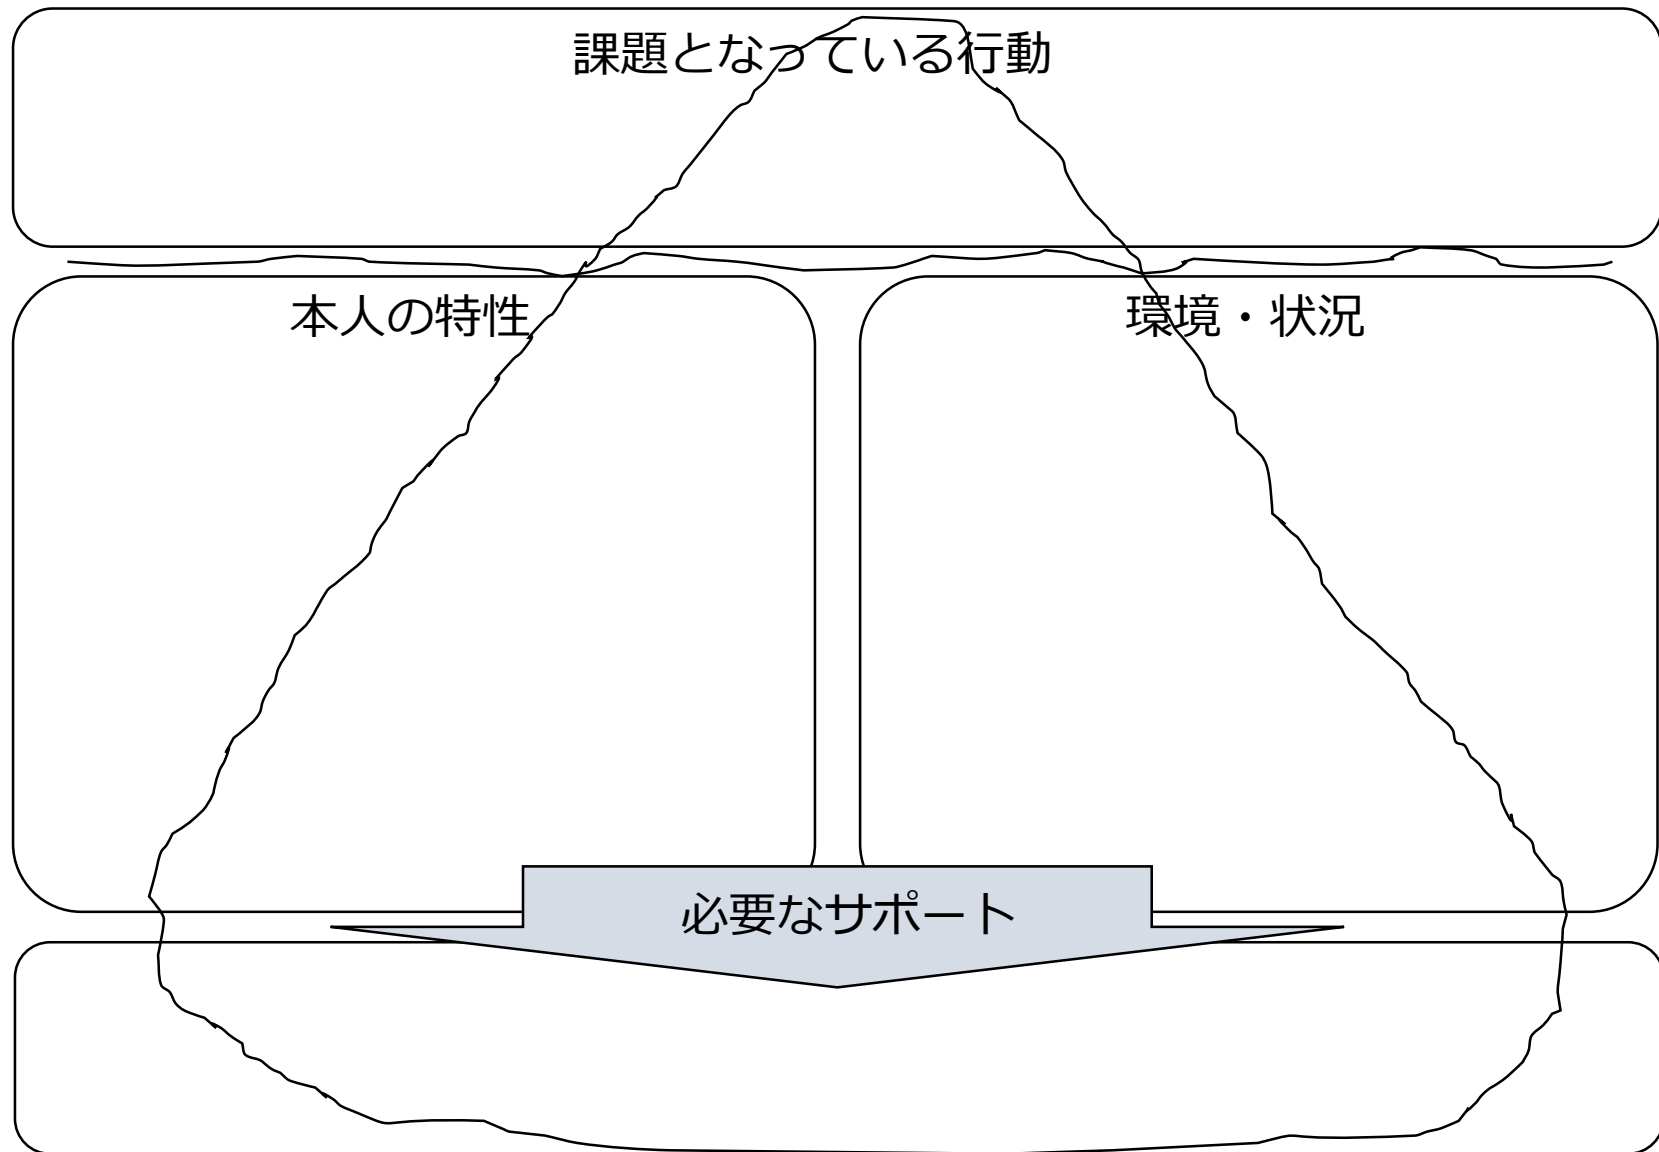 課題となっている行動
本人の特性
環境・状況
必要なサポート